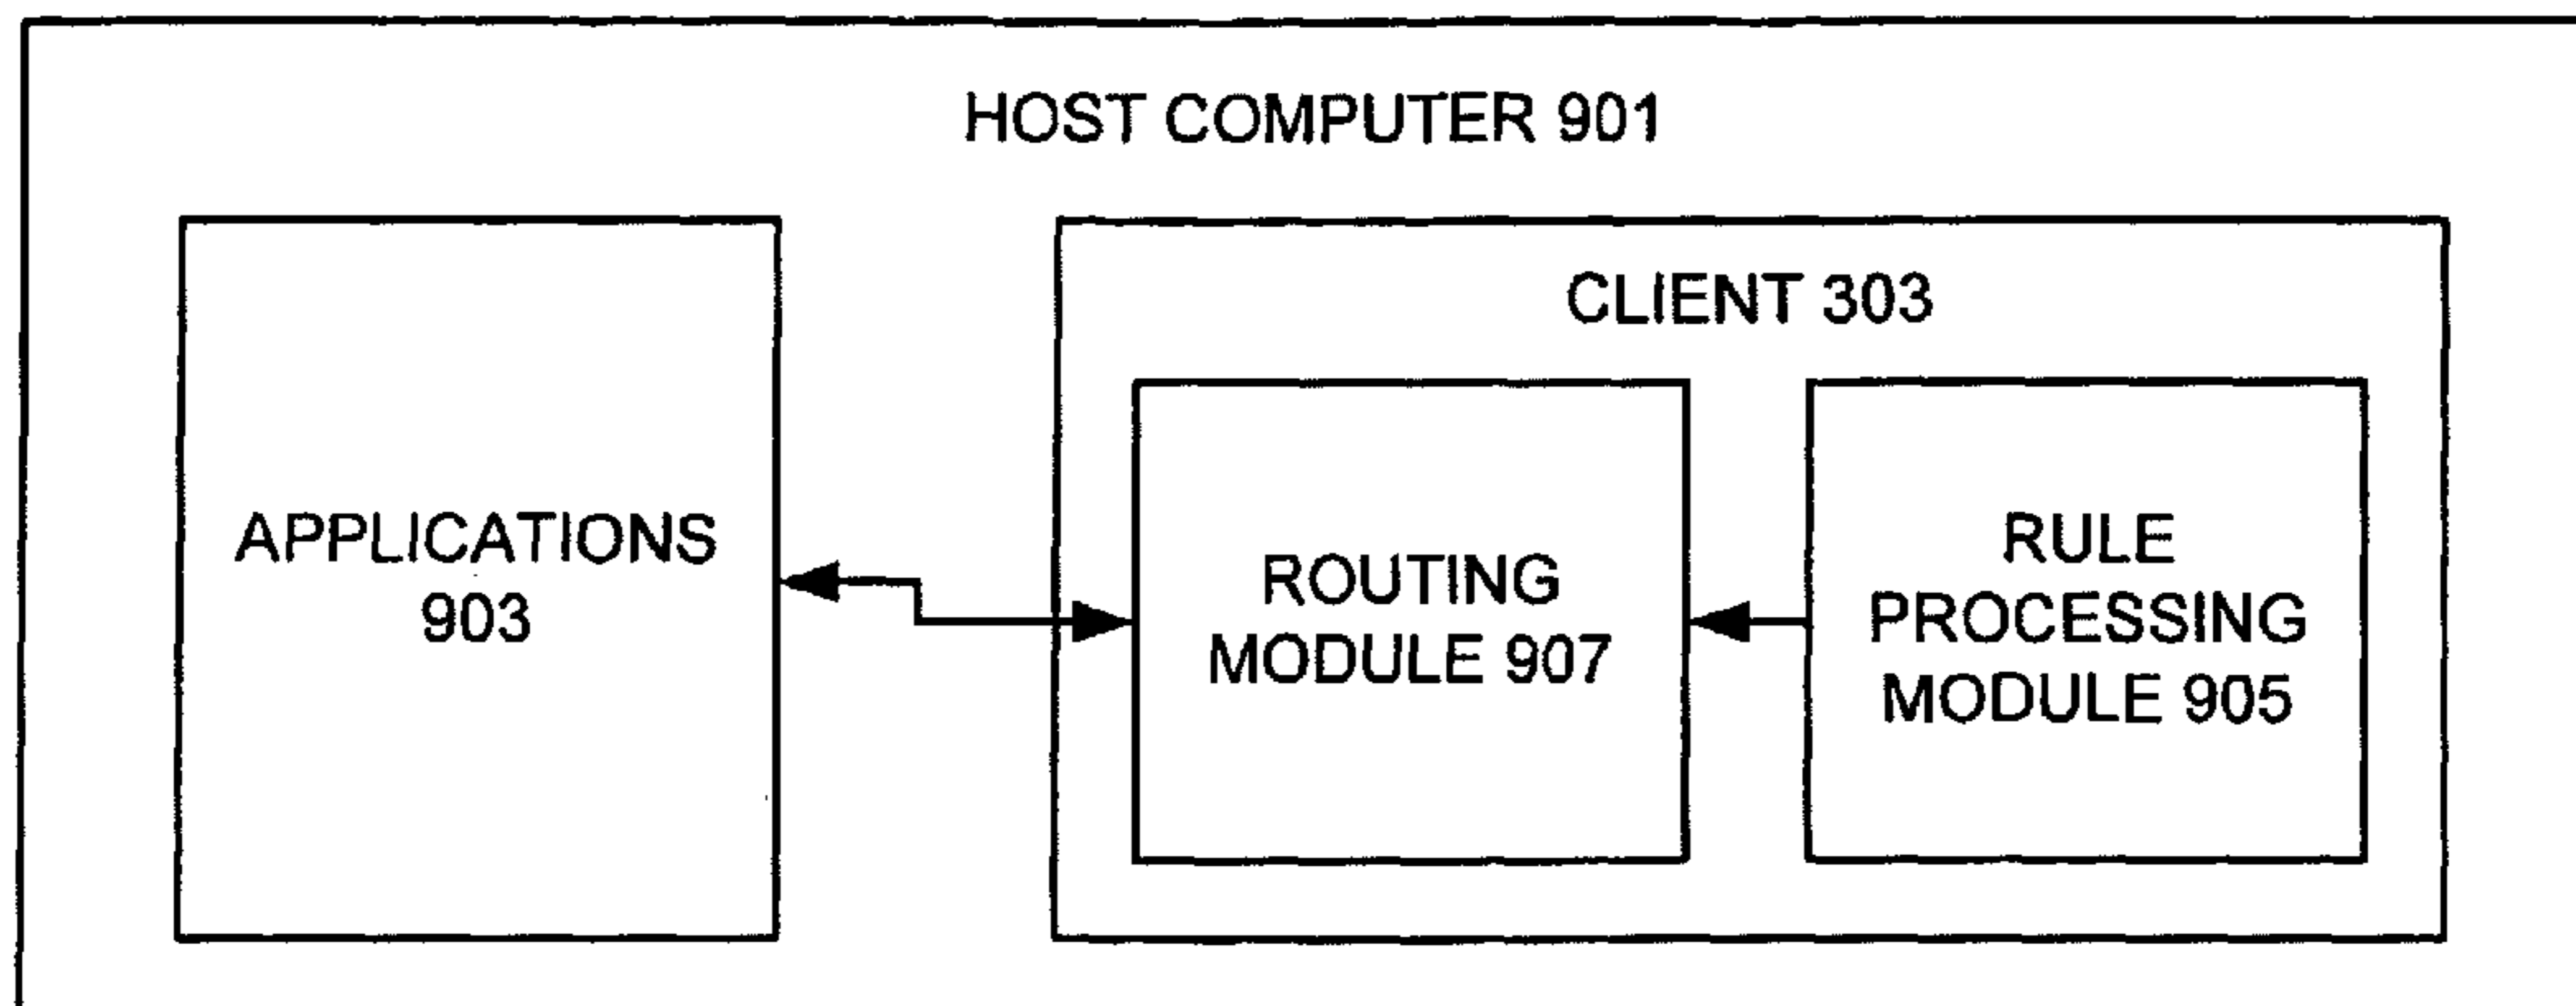 HOST COMPUTER 901
CLIENT 303
APPLICATIONS
903
ROUTING
MODULE 907
RULE
PROCESSING
MODULE 905